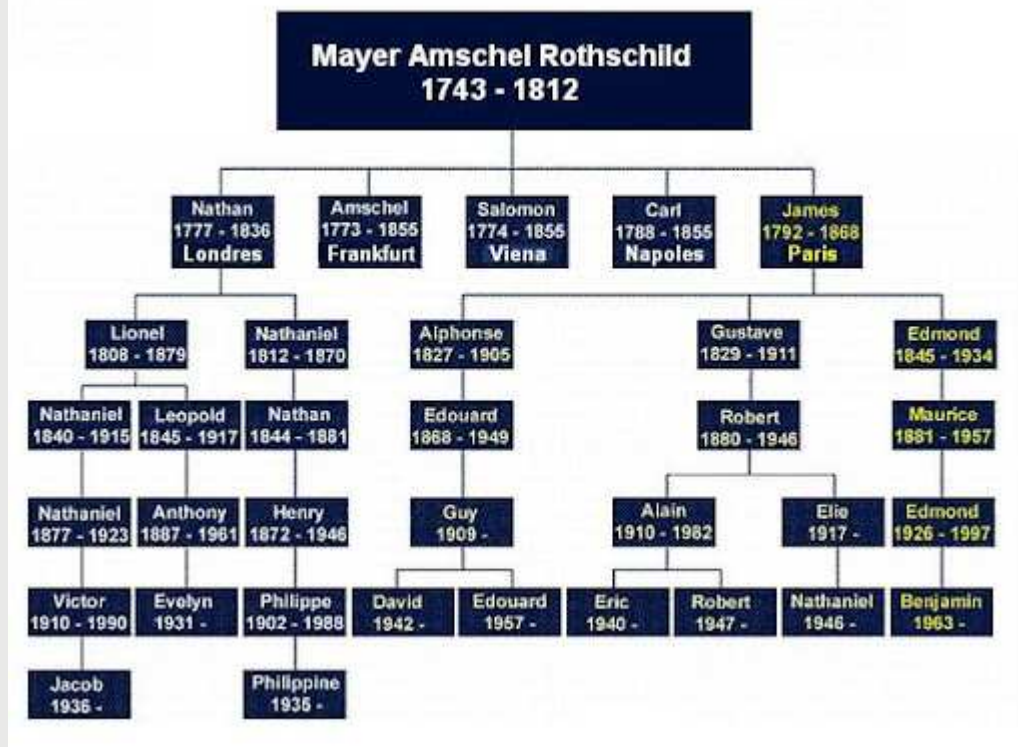 Mayer Amschel Rothschild
1743 - 1812
Nathan
1777 - 1836
Londres
Amschel
1773 - 1855
Frankfurt
Salomon
1774 - 1855
Viena
Carl
1788 - 1855
Napoles
James
1792 - 1868
Paris
Lionel
1808 - 1879
Nathaniel
1812 - 1870
Alphonse
1827 - 1905
Gustave
1829 - 1911
Edmond
1845 - 1934
Nathaniel
1840 - 1915
Leopold
1845 - 1917
Nathan
1844 - 1881
Edouard
1868 - 1949
Robert
1880 - 1946
Maurice
1881 - 1957
Nathaniel
1877 - 1923
Anthony
1887 - 1961
Henry
1872 - 1946
Guy
1909 -
Alain
1910 - 1982
Elie
1917 -
Edmond
1926 - 1997
Victor
1910 - 1990
Evelyn
1931 -
Philippe
1902 - 1988
David
1942 -
Edouard
1957 -
Eric
1940 -
Robert
1947 -
Nathaniel
1946 -
Benjamin
1963 -
Jacob
1936 -
Philippine
1935 -